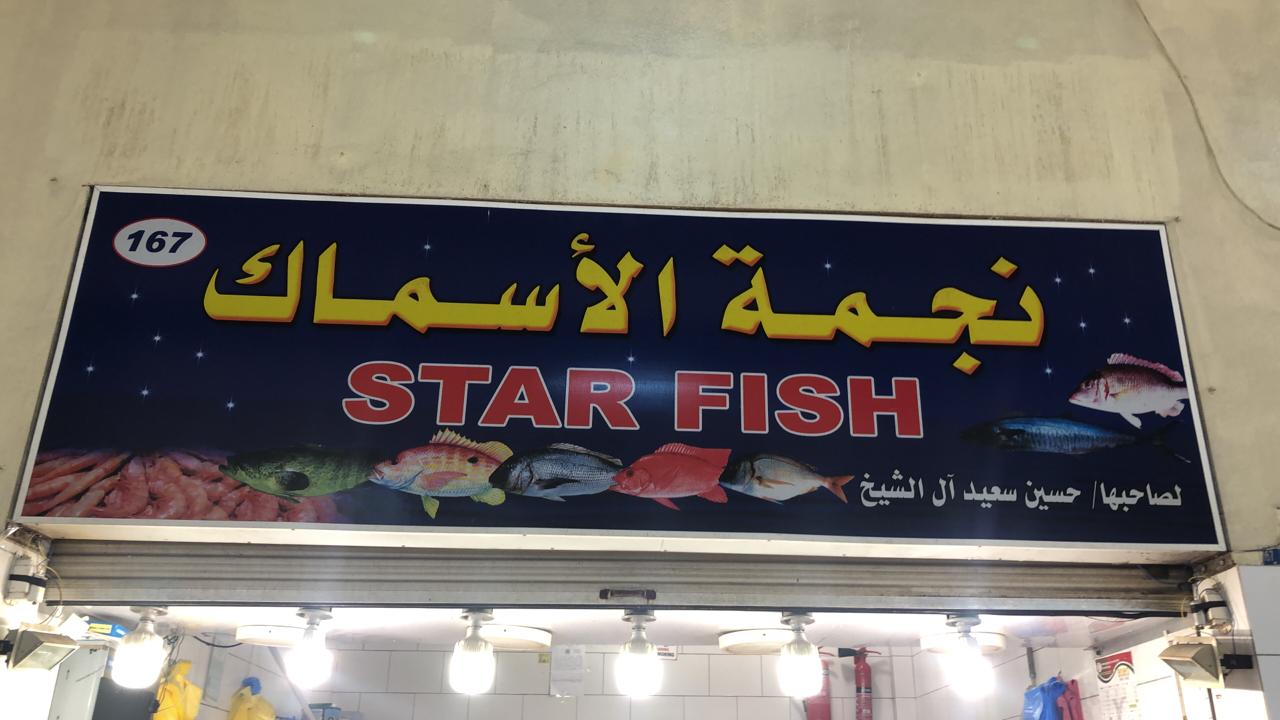 167
نجمة الأسماك
STAR FISH
لصاحبها/ حسين سعيد آل الشيخ